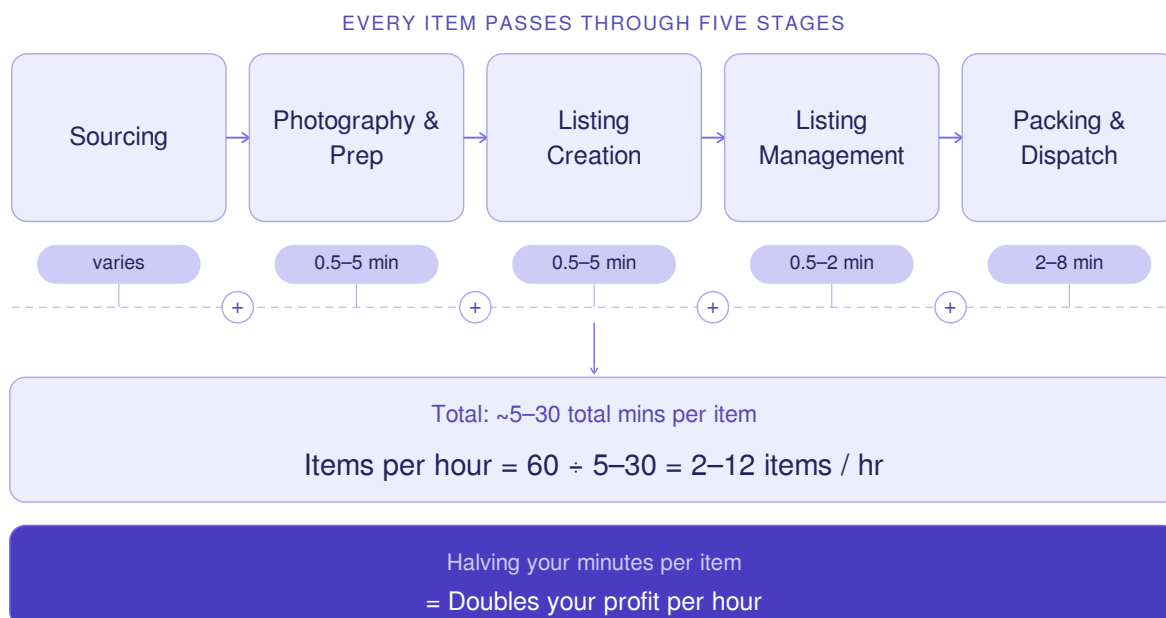 EVERY ITEM PASSES THROUGH FIVE STAGES
Sourcing
Photography &
Prep
Listing
Creation
Listing
Management
Packing &
Dispatch
varies
0.5–5 min
0.5–5 min
0.5–2 min
2–8 min
+
+
+
+
Total: ~5–30 total mins per item
Items per hour = 60 ÷ 5–30 = 2–12 items / hr
Halving your minutes per item
= Doubles your profit per hour